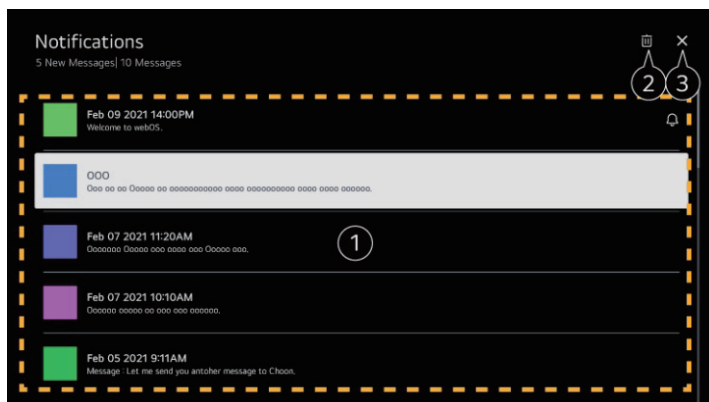 Notifications
5 New Messages| 10 Messages
2 3
Feb 09 2021 14:00PM
Welcome to webOS.
OOO
Ooo oo oo Ooooo oo ooooooooooo oooo oooooooooo oooo oooo oooooo.
Feb 07 2021 11:20AM
Ooooooo Ooooo ooo oooo ooo Ooooo ooo.
1
Feb 07 2021 10:10AM
Oooooo ooooo oo ooo ooo oooooo.
Feb 05 2021 9:11AM
Message : Let me send you antoher message to Choon.